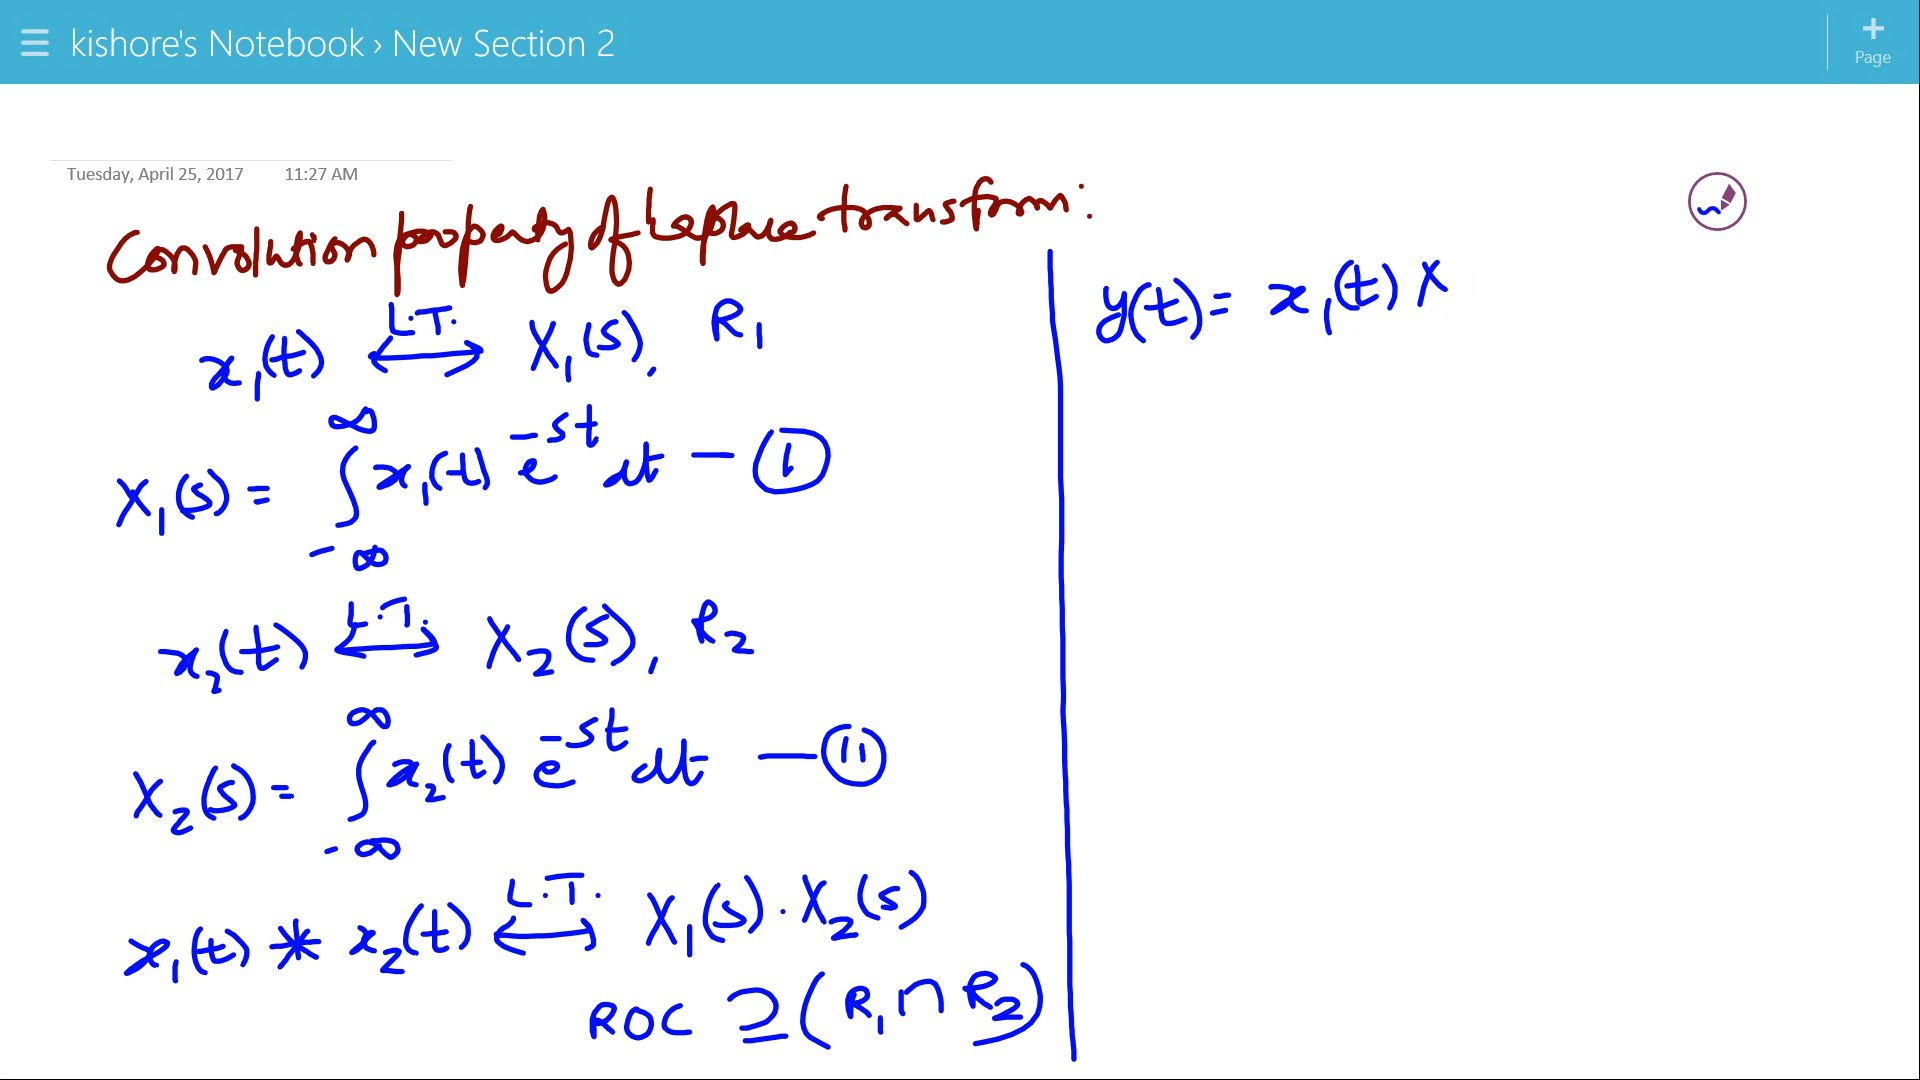 kishore's Notebook › New Section 2
Page
Tuesday, April 25, 2017 11:27 AM
Convolution property of Laplace transform:
x₁(t) ⟷ L.T. X₁(s), R₁
X₁(s) = ∫_{-∞}^{∞} x₁(t) e^{-st} dt — Ⓘ
x₂(t) ⟷ L.T. X₂(s), R₂
X₂(s) = ∫_{-∞}^{∞} x₂(t) e^{-st} dt — (II)
x₁(t) * x₂(t) ⟷ L.T. X₁(s) . X₂(s)
ROC ⊇ (R₁ ∩ R₂)
y(t) = x₁(t) X